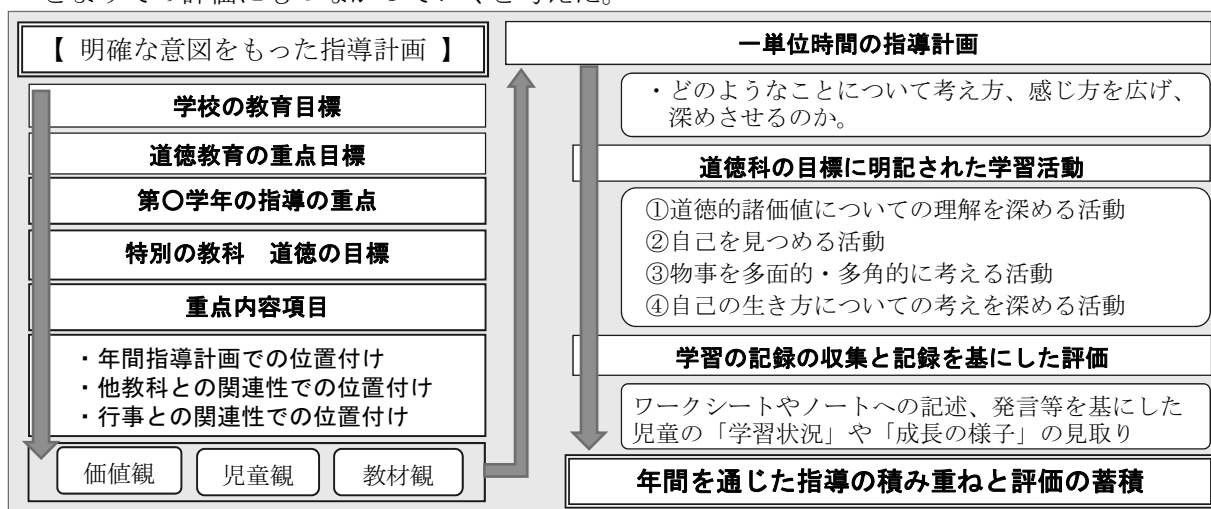 【 明確な意図をもった指導計画 】
学校の教育目標
道徳教育の重点目標
第〇学年の指導の重点
特別の教科　道徳の目標
重点内容項目
・年間指導計画での位置付け
・他教科との関連性での位置付け
・行事との関連性での位置付け
価値観　児童観　教材観
一単位時間の指導計画
・どのようなことについて考え方、感じ方を広げ、
深めさせるのか。
道徳科の目標に明記された学習活動
①道徳的諸価値についての理解を深める活動
②自己を見つめる活動
③物事を多面的・多角的に考える活動
④自己の生き方についての考えを深める活動
学習の記録の収集と記録を基にした評価
ワークシートやノートへの記述、発言等を基にした
児童の「学習状況」や「成長の様子」の見取り
年間を通じた指導の積み重ねと評価の蓄積